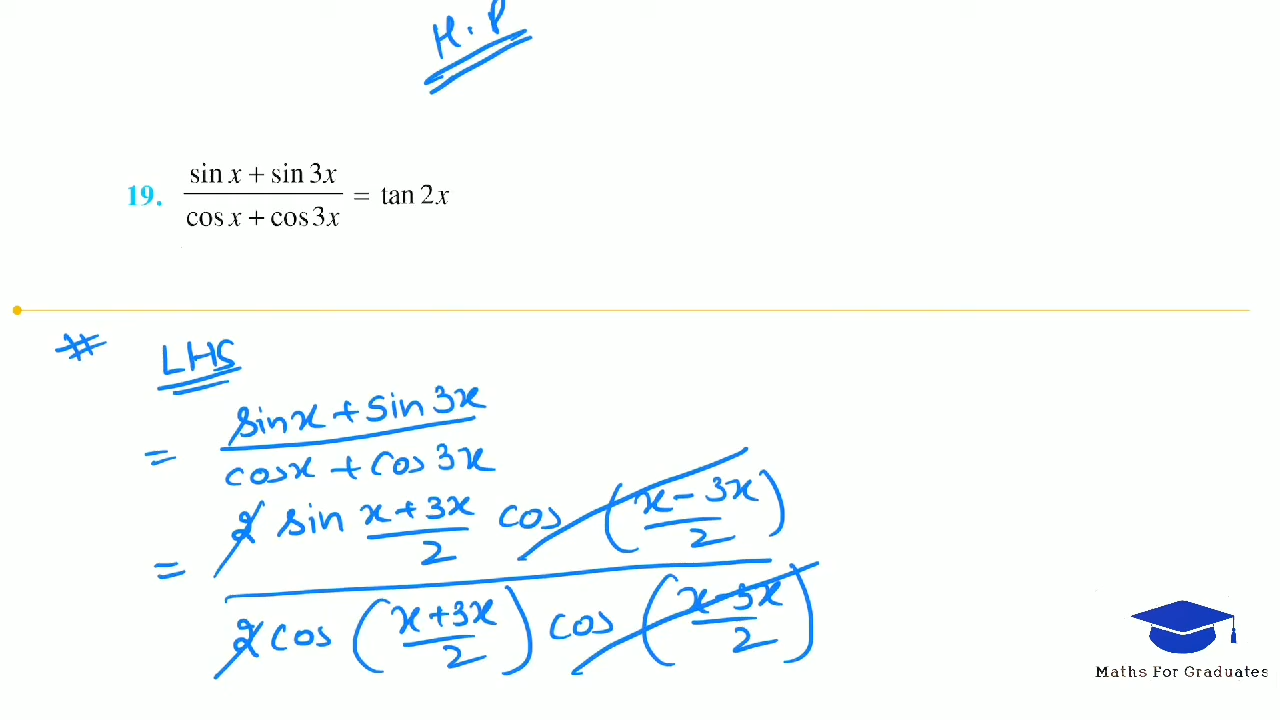 H.P
19. sin x + sin 3x
cos x + cos 3x
= tan 2x
# LHS
= sin x + sin 3x
cos x + cos 3x
= 2 sin x + 3x / 2 cos (x - 3x / 2)
2 cos (x + 3x / 2) cos (x - 3x / 2)
Maths For Graduates